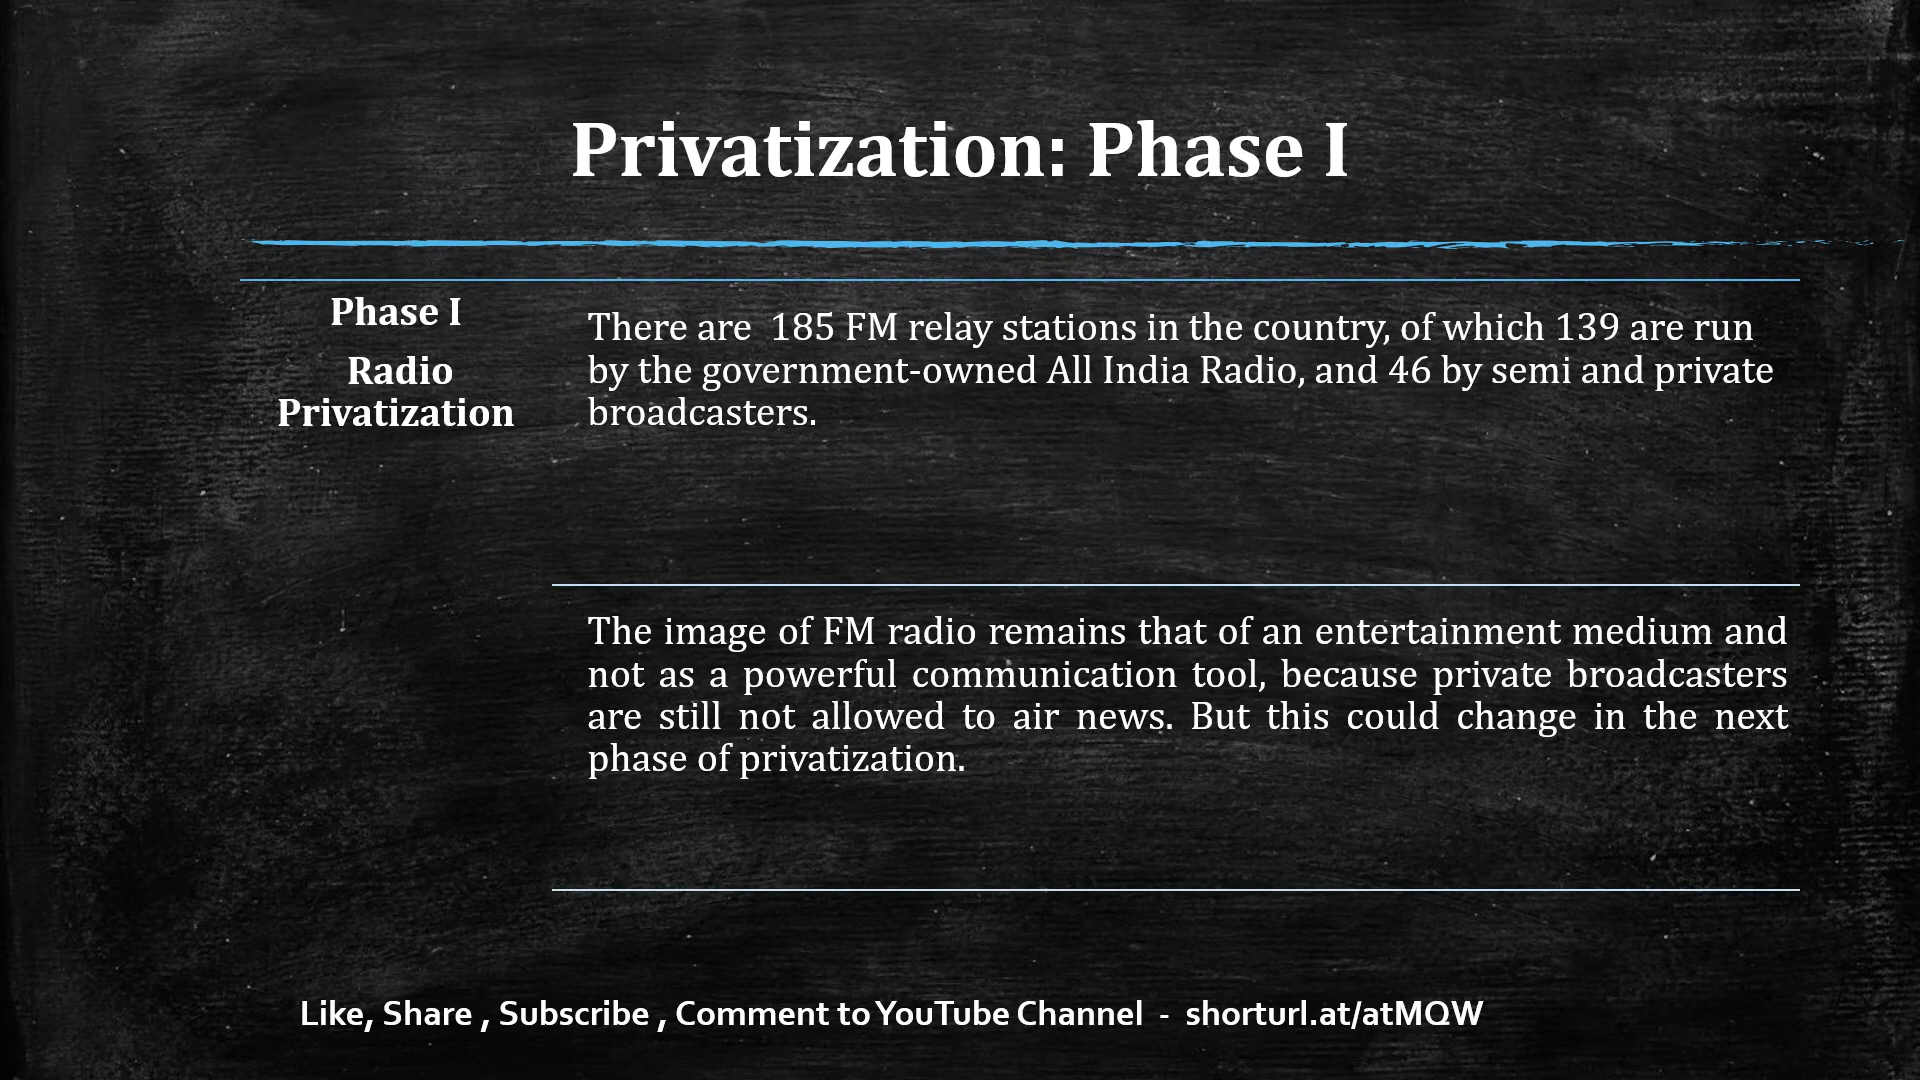 Privatization: Phase I
Phase I
Radio
Privatization
There are  185 FM relay stations in the country, of which 139 are run
by the government-owned All India Radio, and 46 by semi and private
broadcasters.
The image of FM radio remains that of an entertainment medium and
not as a powerful communication tool, because private broadcasters
are still not allowed to air news. But this could change in the next
phase of privatization.
Like, Share , Subscribe , Comment to YouTube Channel  -  shorturl.at/atMQW